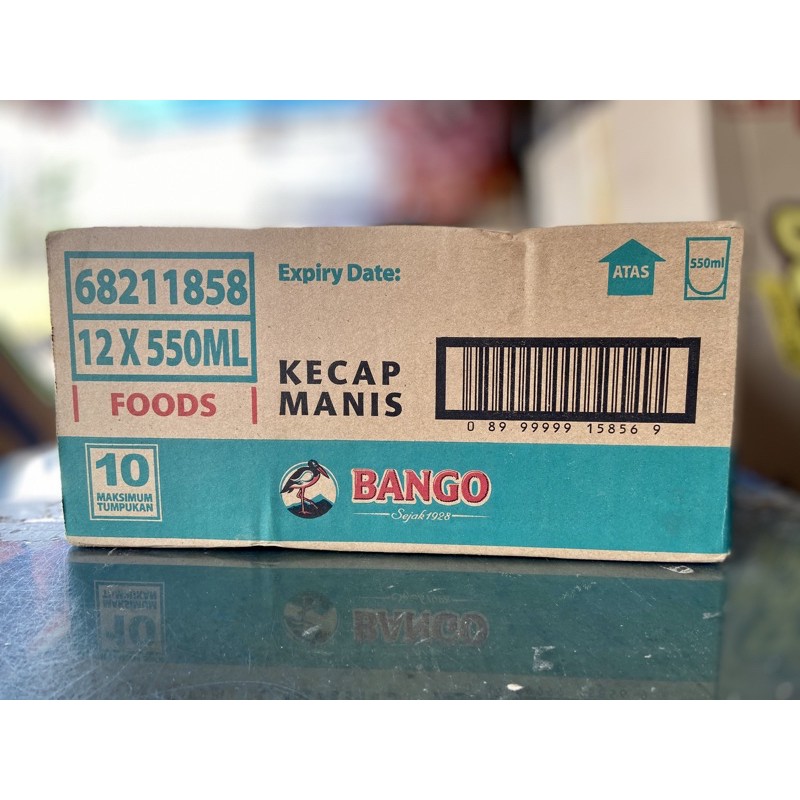 68211858
12 X 550ML
FOODS
Expiry Date:
KECAP
MANIS
ATAS
550ml
0 89 99999 15856 9
10
MAKSIMUM
TUMPUKAN
BANGO
Sejak 1928